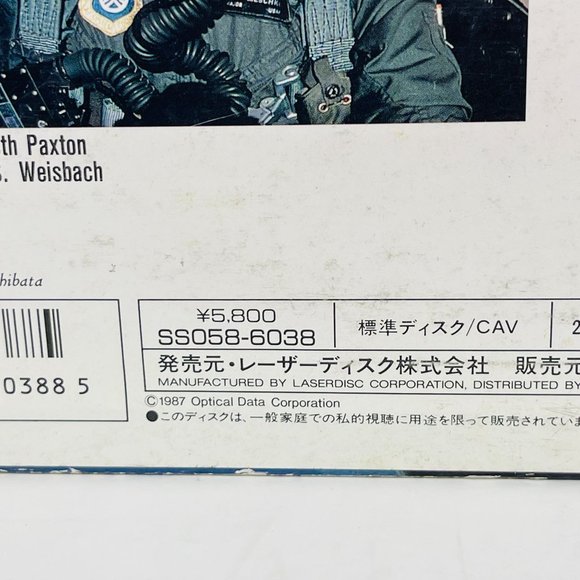 th Paxton
Weisbach
hibata
¥5,800
SS058-6038
標準ディスク/CAV
2
0388 5
発売元・レーザーディスク株式会社 販売元
MANUFACTURED BY LASERDISC CORPORATION, DISTRIBUTED B
©1987 Optical Data Corporation
●このディスクは、一般家庭での私的視聴に用途を限って販売されていま